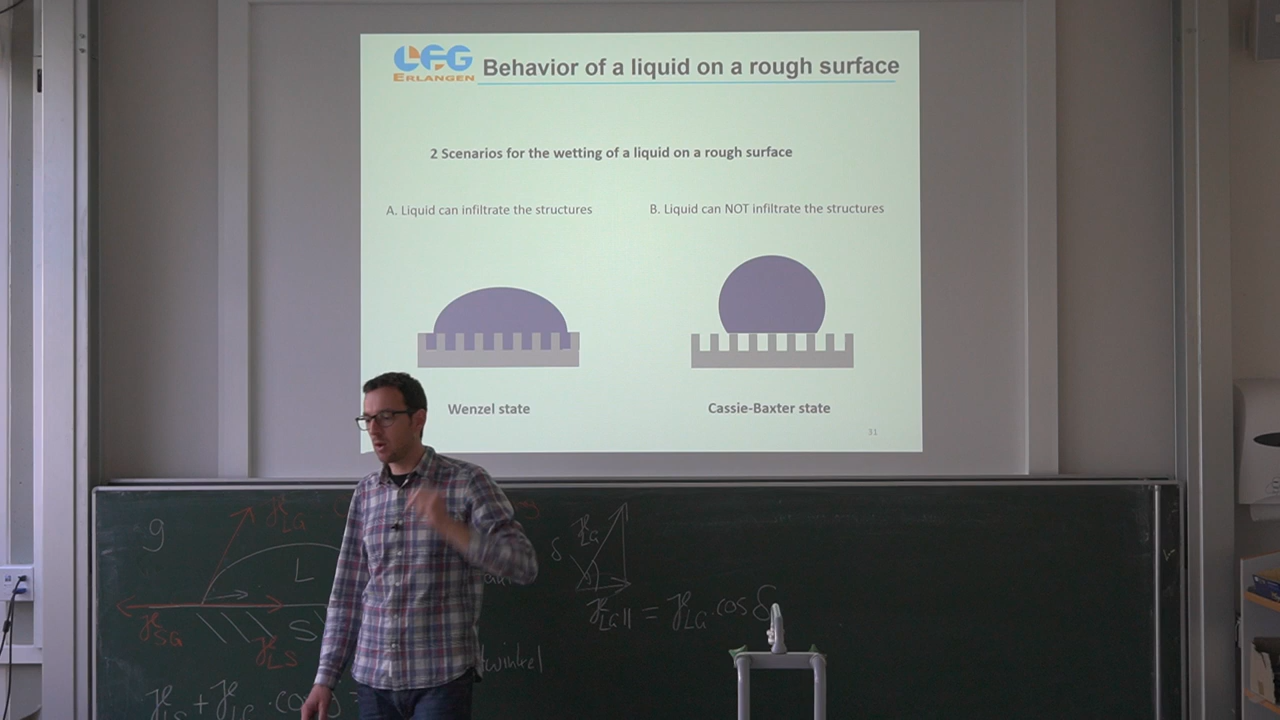 LFG
ERLANGEN
Behavior of a liquid on a rough surface
2 Scenarios for the wetting of a liquid on a rough surface
A. Liquid can infiltrate the structures
B. Liquid can NOT infiltrate the structures
Wenzel state
Cassie-Baxter state
31
g
γLG
L
γSG
S
γLS
δ
γLG
γLG|| = γLG · cos δ
winkel